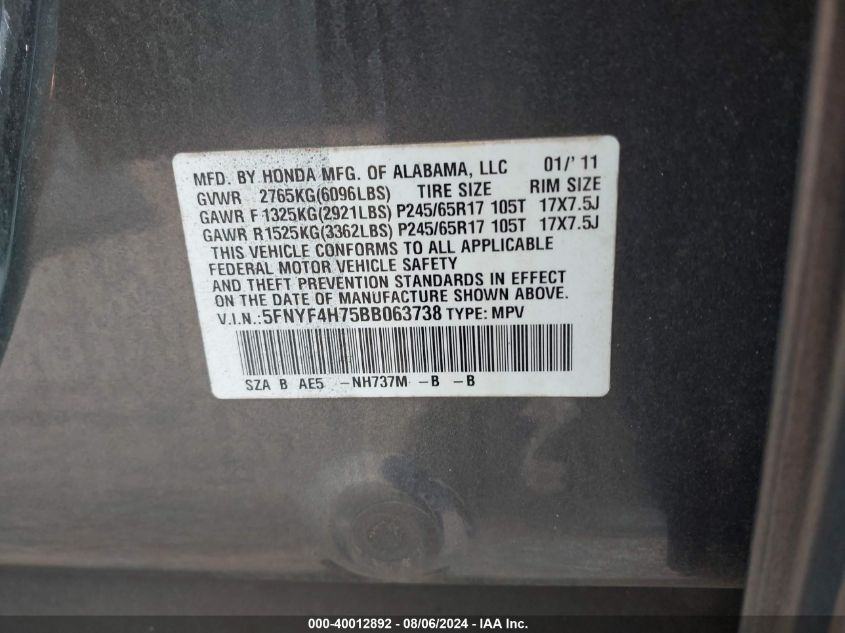 MFD. BY HONDA MFG. OF ALABAMA, LLC 01/'11
GVWR 2765KG(6096LBS) TIRE SIZE RIM SIZE
GAWR F 1325KG(2921LBS) P245/65R17 105T 17X7.5J
GAWR R1525KG(3362LBS) P245/65R17 105T 17X7.5J
THIS VEHICLE CONFORMS TO ALL APPLICABLE
FEDERAL MOTOR VEHICLE SAFETY
AND THEFT PREVENTION STANDARDS IN EFFECT
ON THE DATE OF MANUFACTURE SHOWN ABOVE.
V.I.N.:5FNYF4H75BB063738 TYPE: MPV
SZA B AE5 -NH737M -B -B
000-40012892 - 08/06/2024 - IAA Inc.